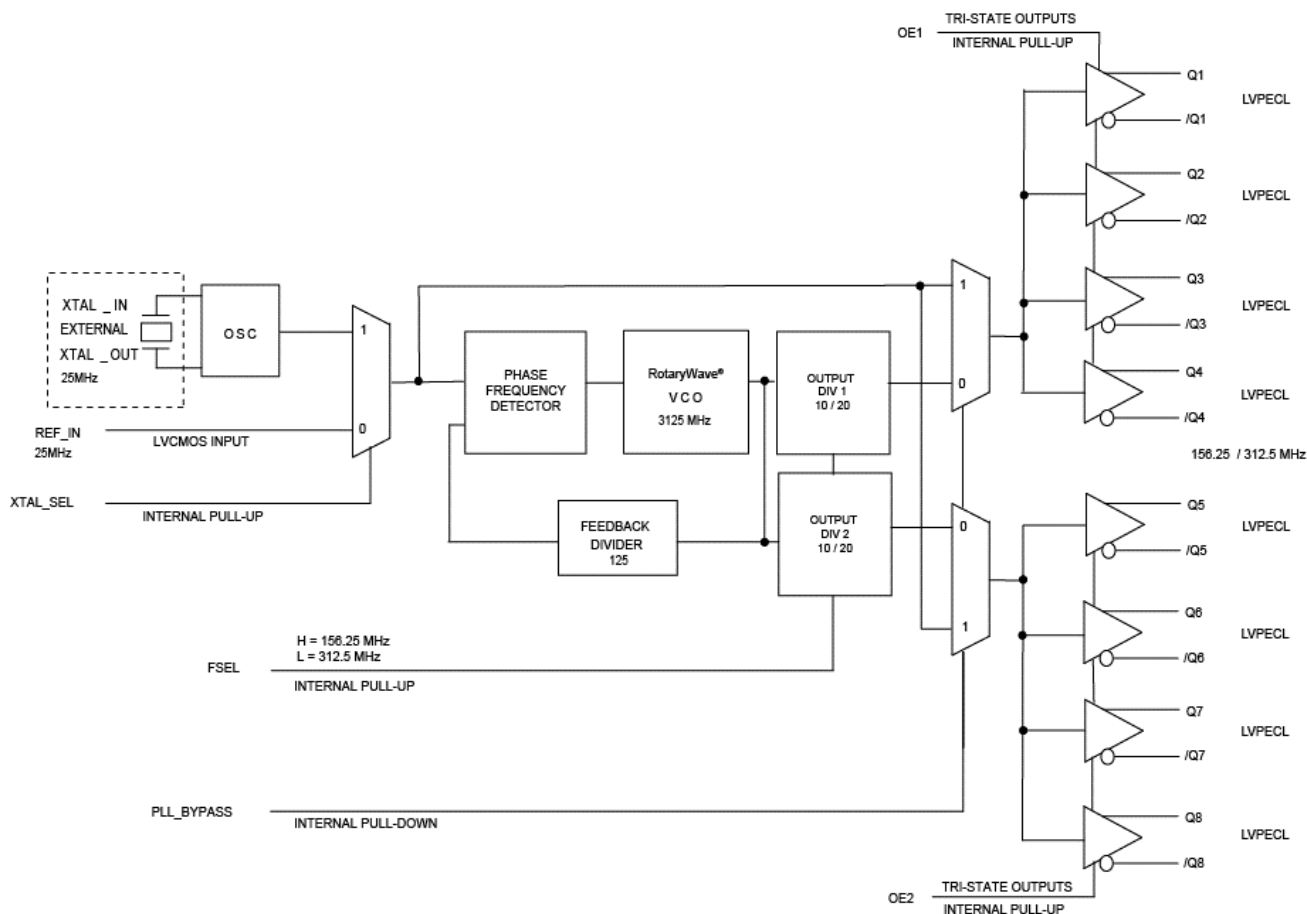 TRI-STATE OUTPUTS
OE1
INTERNAL PULL-UP
Q1
LVPECL
/Q1
Q2
LVPECL
/Q2
Q3
LVPECL
/Q3
Q4
LVPECL
/Q4
156.25 / 312.5 MHz
XTAL _ IN
EXTERNAL
XTAL _ OUT
25MHz
OSC
1
0
REF_IN
25MHz
LVCMOS INPUT
XTAL_SEL
INTERNAL PULL-UP
PHASE
FREQUENCY
DETECTOR
RotaryWave®
VCO
3125 MHz
OUTPUT
DIV 1
10 / 20
1
0
FEEDBACK
DIVIDER
125
OUTPUT
DIV 2
10 / 20
0
1
H = 156.25 MHz
L = 312.5 MHz
FSEL
INTERNAL PULL-UP
PLL_BYPASS
INTERNAL PULL-DOWN
Q5
LVPECL
/Q5
Q6
LVPECL
/Q6
Q7
LVPECL
/Q7
Q8
LVPECL
/Q8
TRI-STATE OUTPUTS
OE2
INTERNAL PULL-UP